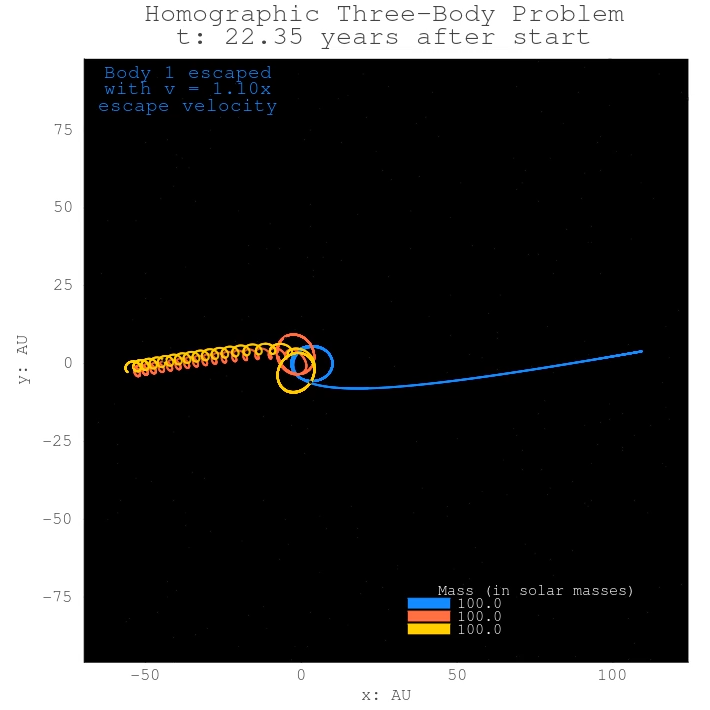 Homographic Three-Body Problem
t: 22.35 years after start
Body 1 escaped
with v = 1.10x
escape velocity
75
50
25
0
-25
-50
-75
y: AU
Mass (in solar masses)
100.0
100.0
100.0
-50
0
50
100
x: AU